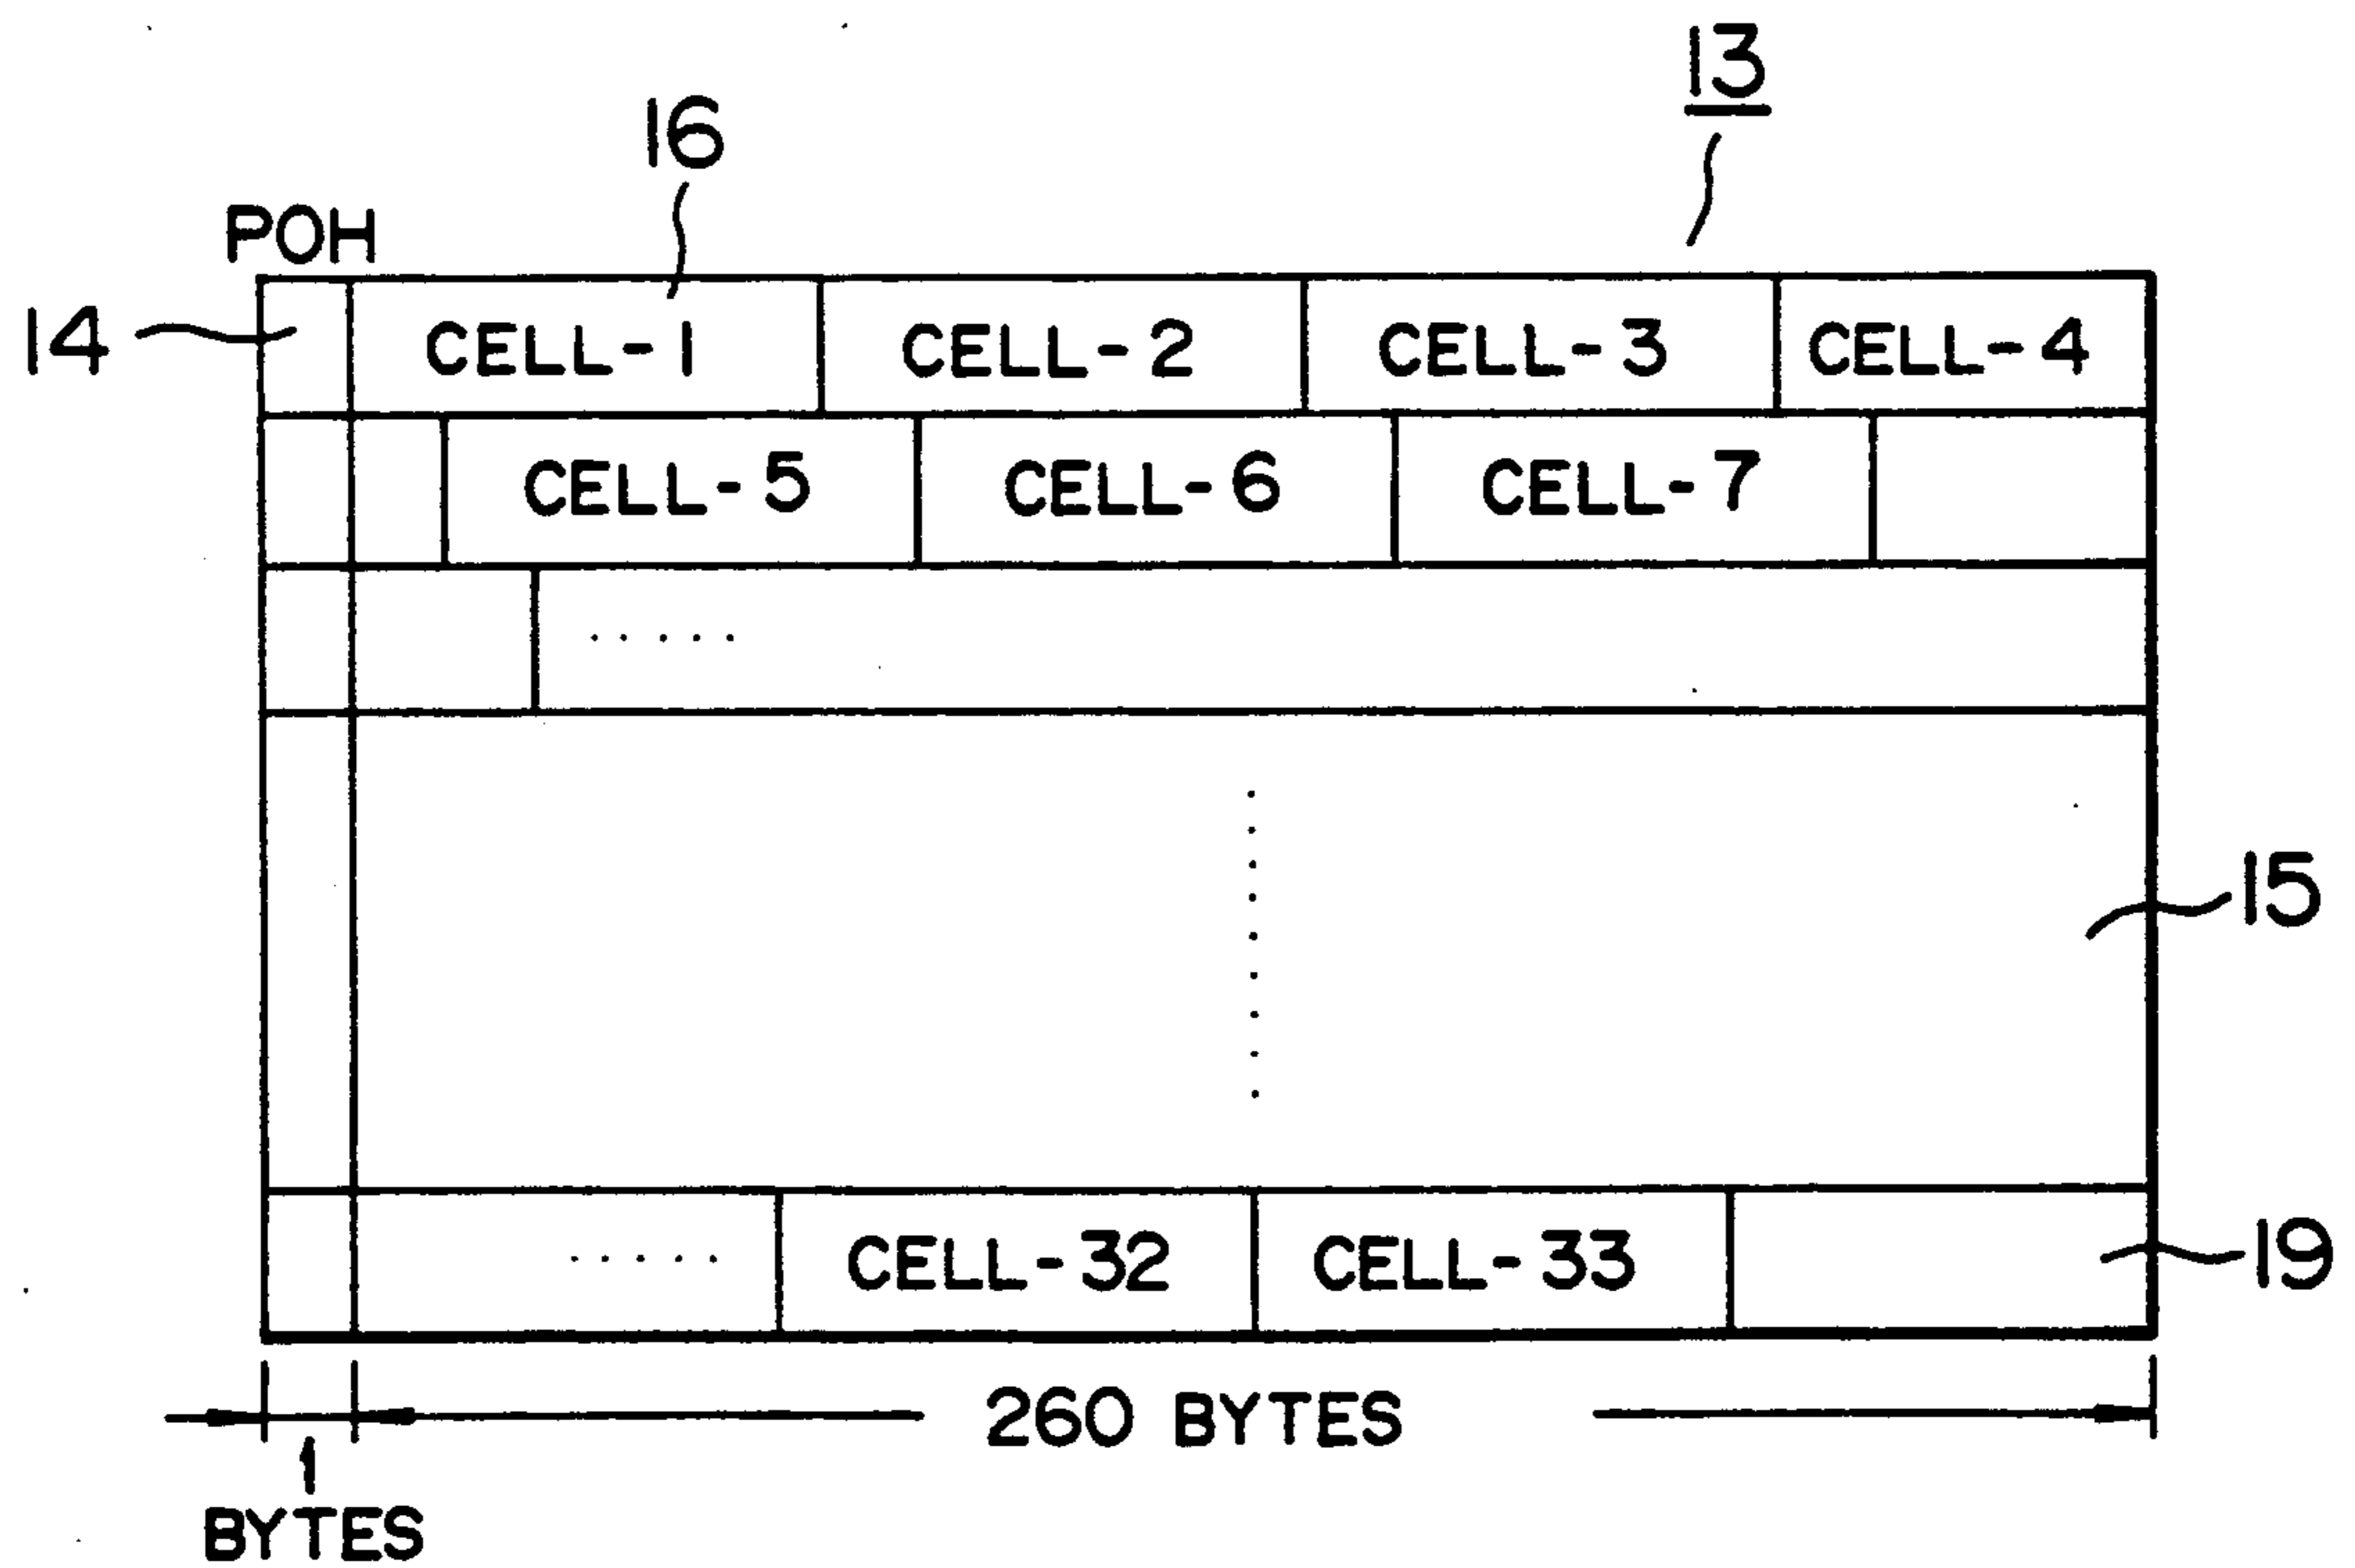 13
16
POH
14 CELL-1 CELL-2 CELL-3 CELL-4
CELL-5 CELL-6 CELL-7
.....
.........
15
..... CELL-32 CELL-33 19
260 BYTES
1
BYTES